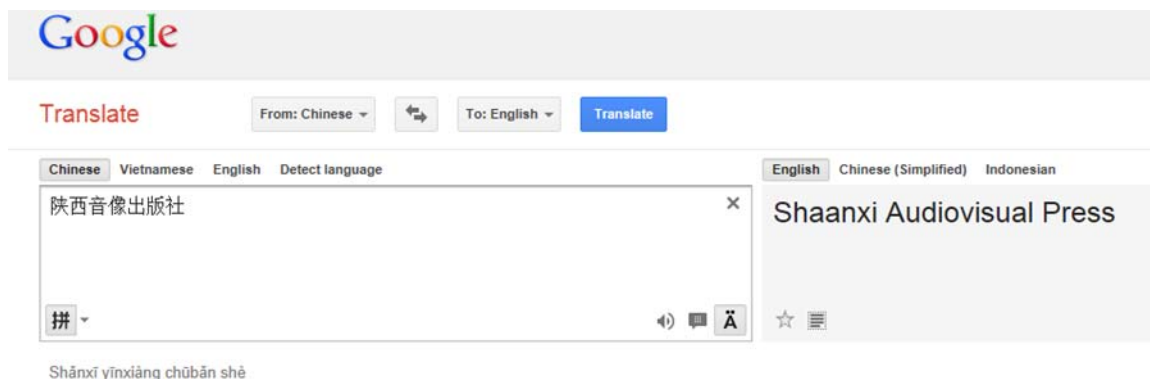 Google
Translate From: Chinese To: English Translate
Chinese Vietnamese English Detect language English Chinese (Simplified) Indonesian
陕西音像出版社 × Shaanxi Audiovisual Press
拼 Ä
Shǎnxī yīnxiàng chūbǎn shè